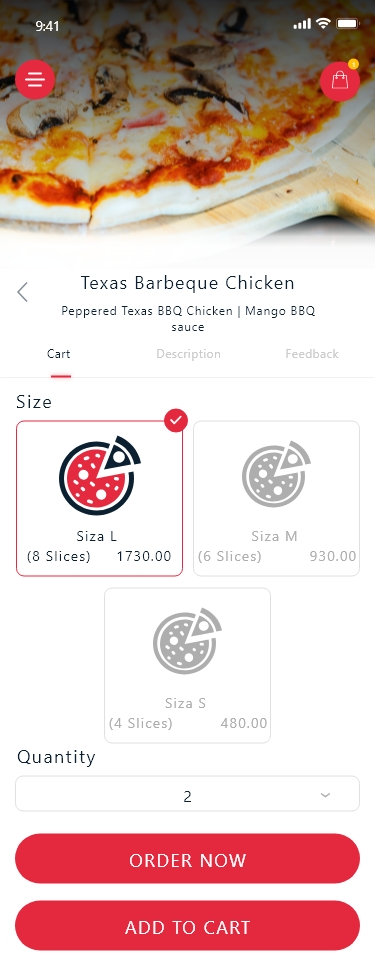 9:41
Texas Barbeque Chicken
Peppered Texas BBQ Chicken | Mango BBQ
sauce
Cart Description Feedback
Size
Siza L
(8 Slices) 1730.00
Siza M
(6 Slices) 930.00
Siza S
(4 Slices) 480.00
Quantity
2
ORDER NOW
ADD TO CART